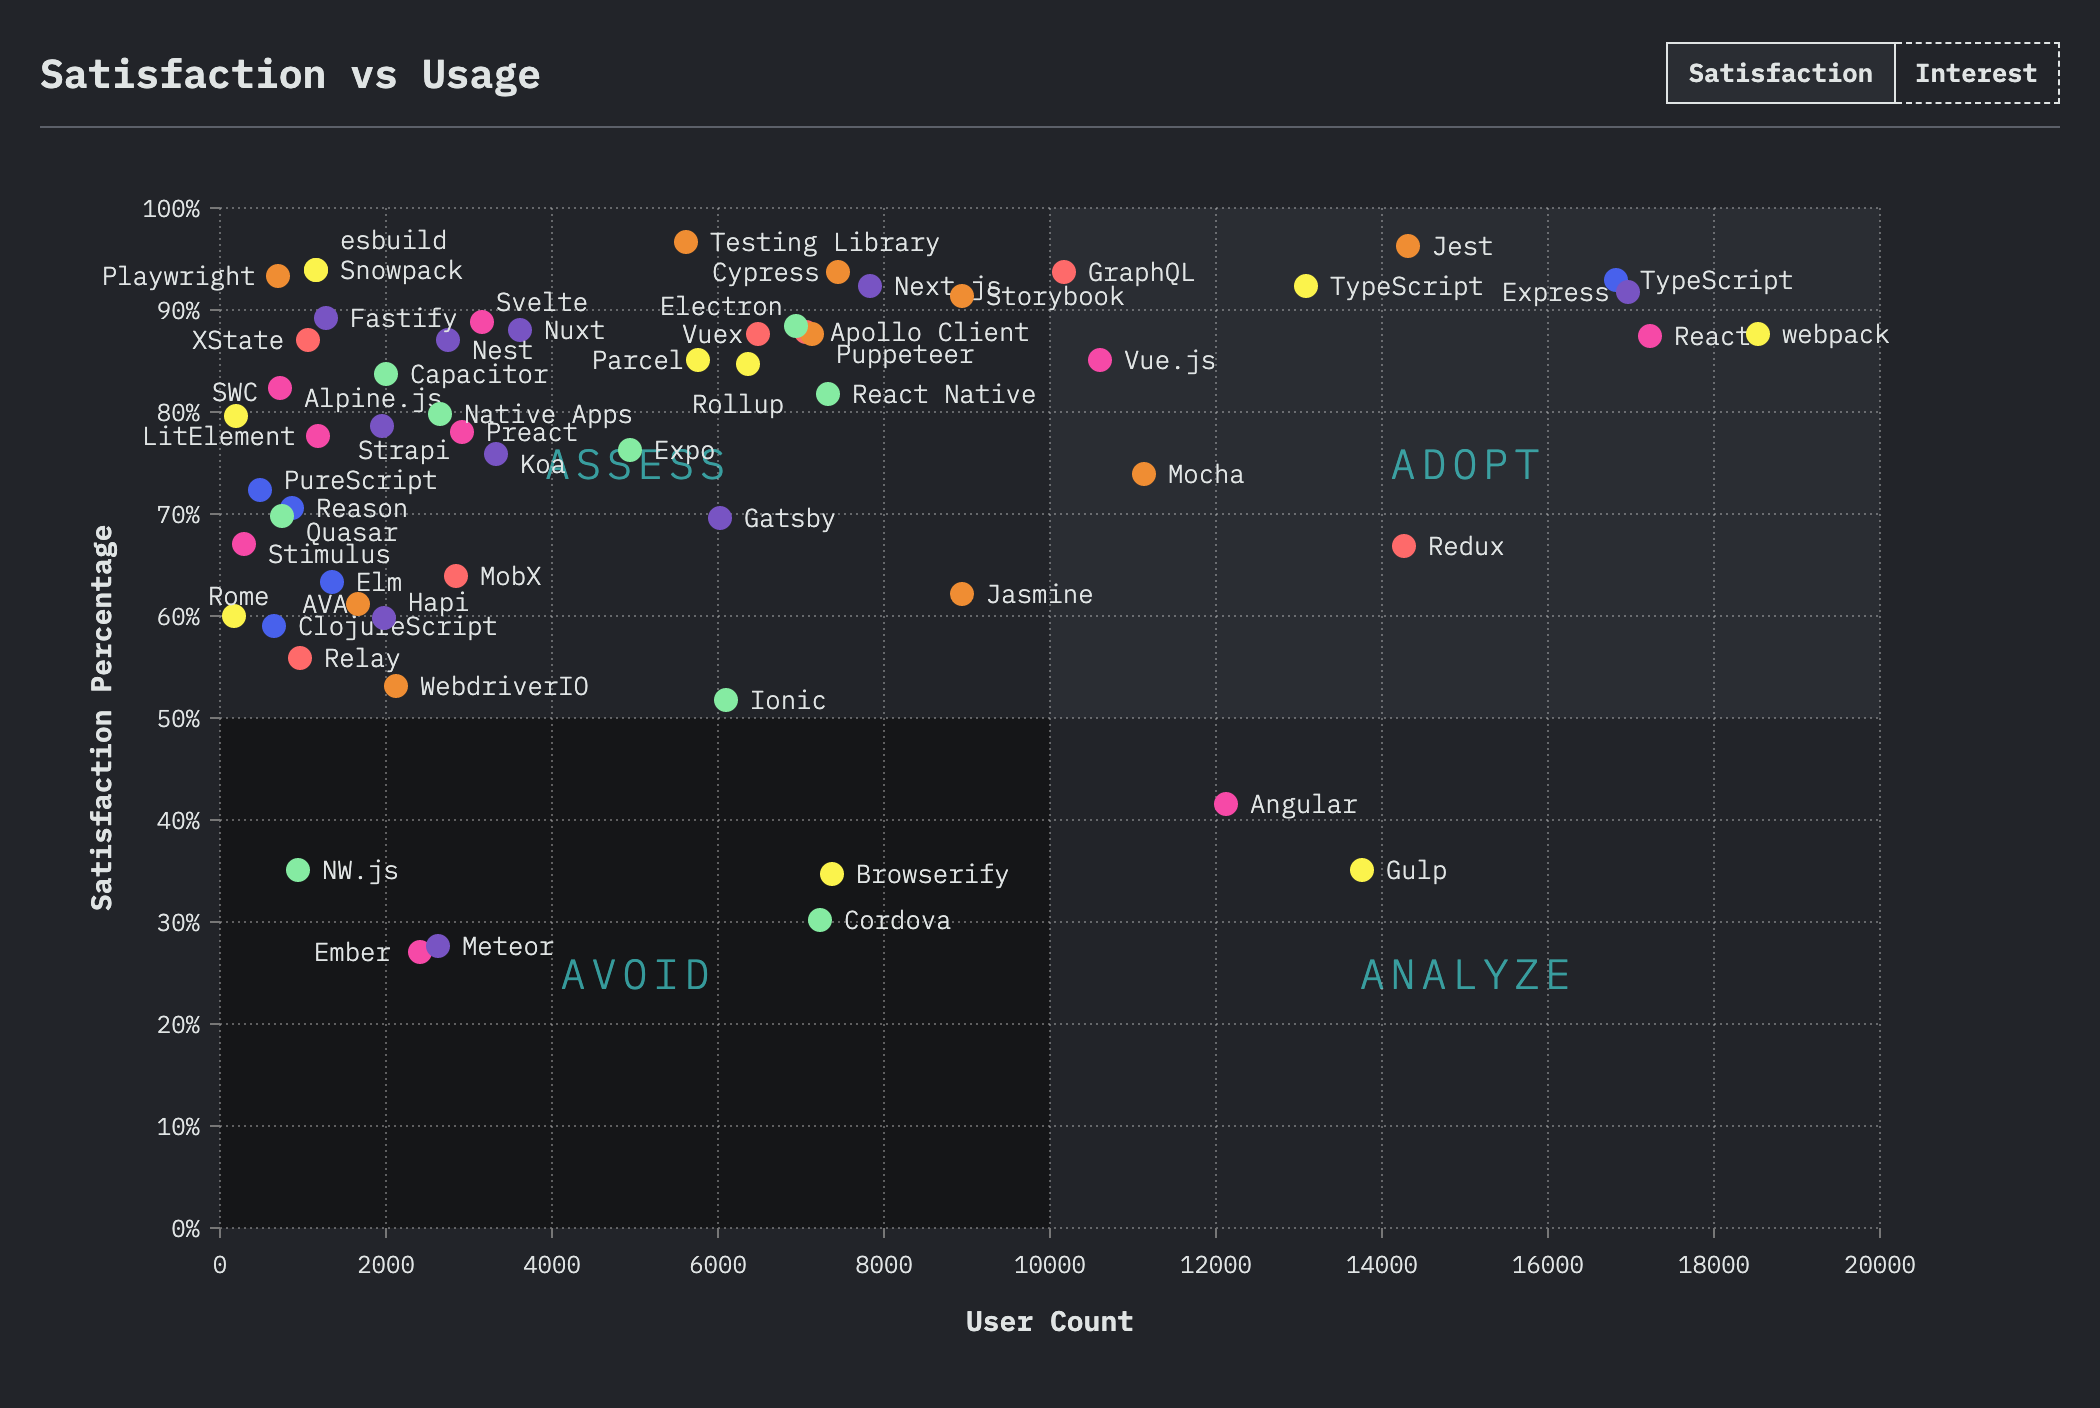 Satisfaction vs Usage
Satisfaction
Interest
100%
90%
80%
70%
60%
50%
40%
30%
20%
10%
0%
Satisfaction Percentage
esbuild
Testing Library
Jest
Playwright
Snowpack
Cypress
GraphQL
Next.js
Storybook
TypeScript
Express
TypeScript
Svelte
Electron
Fastify
Nuxt
Vuex
Apollo Client
React
webpack
XState
Nest
Parcel
Puppeteer
Vue.js
Capacitor
SWC
Alpine.js
Rollup
React Native
Native Apps
LitElement
Preact
Strapi
Koa
Expo
ASSESS
ADOPT
Mocha
PureScript
Reason
Quasar
Gatsby
Stimulus
Redux
Elm
MobX
Rome
AVA
Hapi
Jasmine
ClojureScript
Relay
WebdriverIO
Ionic
Angular
NW.js
Browserify
Gulp
Cordova
Ember
Meteor
AVOID
ANALYZE
0
2000
4000
6000
8000
10000
12000
14000
16000
18000
20000
User Count